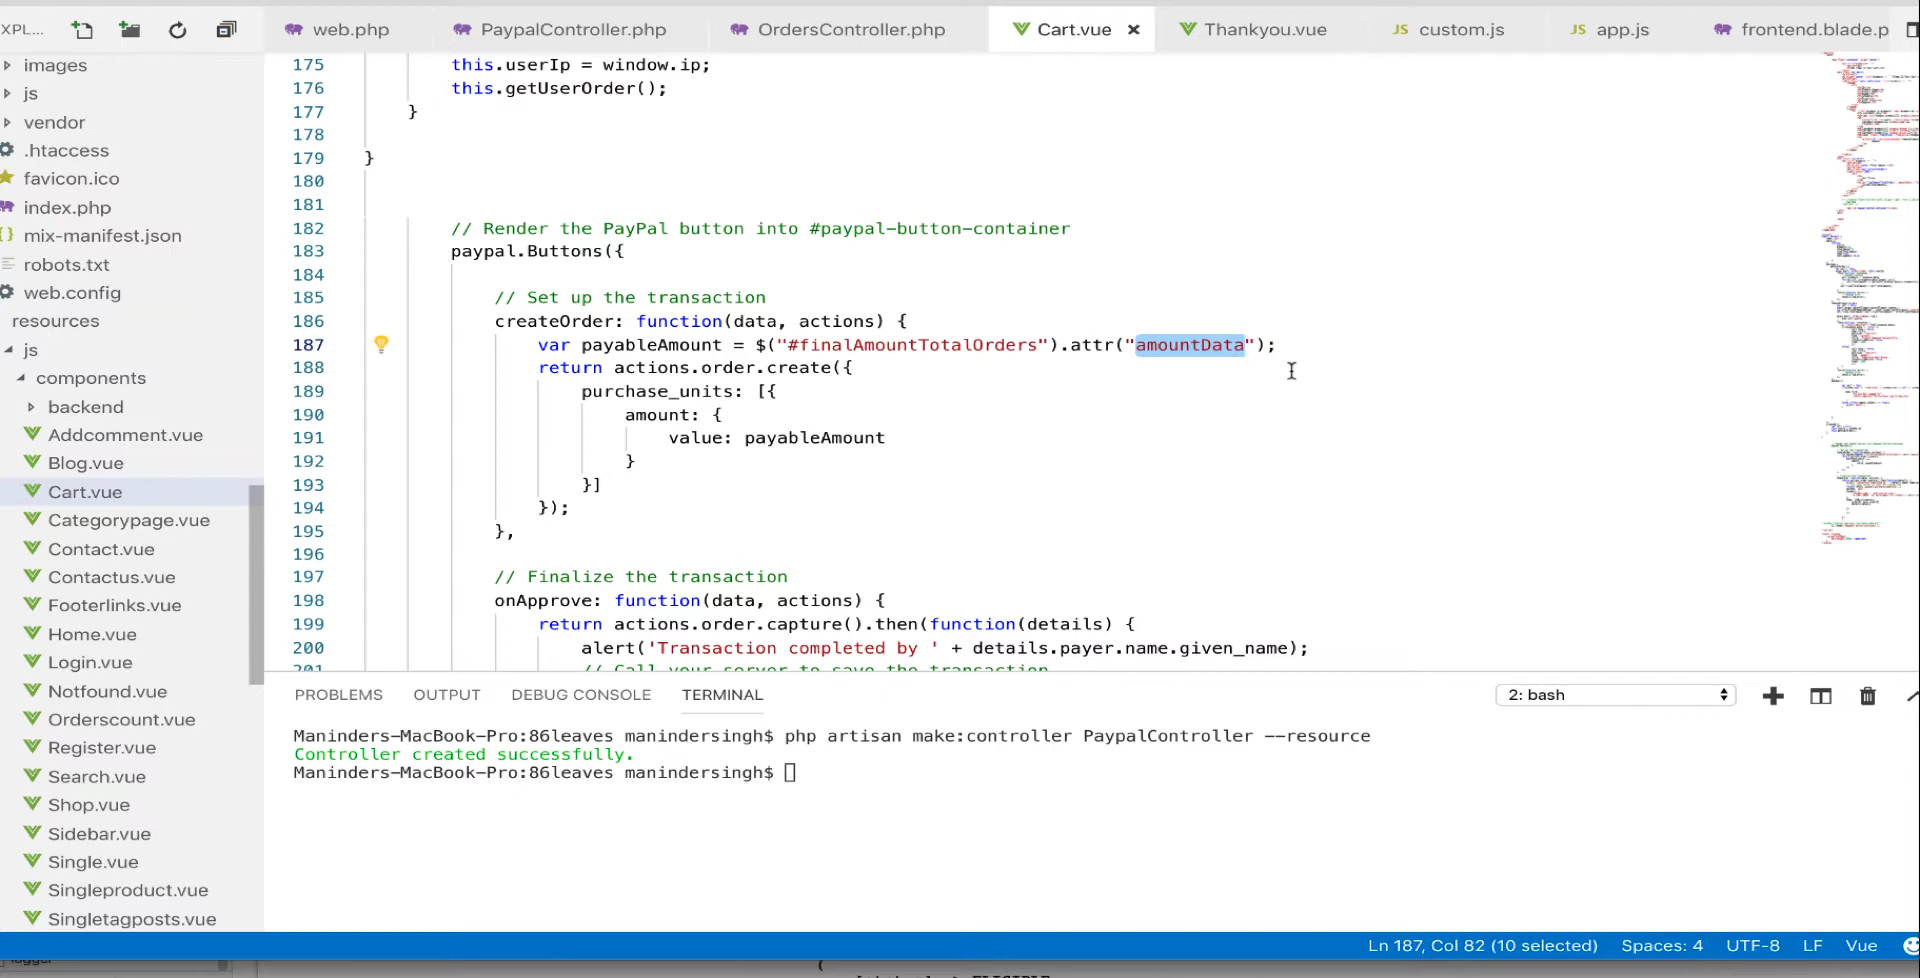 XPL...
web.php
PaypalController.php
OrdersController.php
Cart.vue
Thankyou.vue
JS custom.js
JS app.js
frontend.blade.p
images
js
vendor
.htaccess
favicon.ico
index.php
mix-manifest.json
robots.txt
web.config
resources
js
components
backend
Addcomment.vue
Blog.vue
Cart.vue
Categorypage.vue
Contact.vue
Contactus.vue
Footerlinks.vue
Home.vue
Login.vue
Notfound.vue
Orderscount.vue
Register.vue
Search.vue
Shop.vue
Sidebar.vue
Single.vue
Singleproduct.vue
Singletagposts.vue
175 this.userIp = window.ip;
176 this.getUserOrder();
177 }
178
179 }
180
181
182 // Render the PayPal button into #paypal-button-container
183 paypal.Buttons({
184
185 // Set up the transaction
186 createOrder: function(data, actions) {
187 var payableAmount = $("#finalAmountTotalOrders").attr("amountData");
188 return actions.order.create({
189 purchase_units: [{
190 amount: {
191 value: payableAmount
192 }
193 }]
194 });
195 },
196
197 // Finalize the transaction
198 onApprove: function(data, actions) {
199 return actions.order.capture().then(function(details) {
200 alert('Transaction completed by ' + details.payer.name.given_name);
201 // Call your server to save the transaction
PROBLEMS OUTPUT DEBUG CONSOLE TERMINAL
2: bash
Maninders-MacBook-Pro:86leaves manindersingh$ php artisan make:controller PaypalController --resource
Controller created successfully.
Maninders-MacBook-Pro:86leaves manindersingh$
Ln 187, Col 82 (10 selected) Spaces: 4 UTF-8 LF Vue